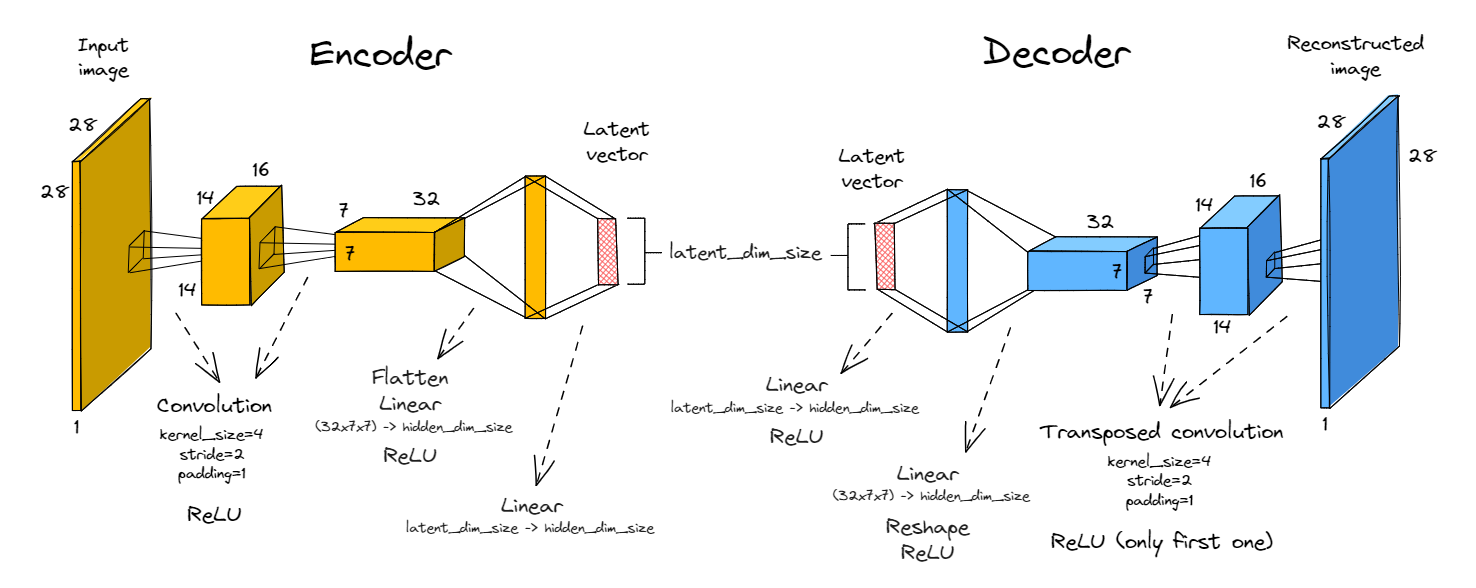 Encoder
Decoder
Input
image
28
28
1
14
16
14
7
32
7
Latent
vector
latent_dim_size
Convolution
kernel_size=4
stride=2
padding=1
ReLU
Flatten
Linear
(32x7x7) -> hidden_dim_size
ReLU
Linear
latent_dim_size -> hidden_dim_size
Latent
vector
32
7
7
14
16
14
Reconstructed
image
28
28
1
Linear
latent_dim_size -> hidden_dim_size
ReLU
Linear
(32x7x7) -> hidden_dim_size
Reshape
ReLU
Transposed convolution
kernel_size=4
stride=2
padding=1
ReLU (only first one)